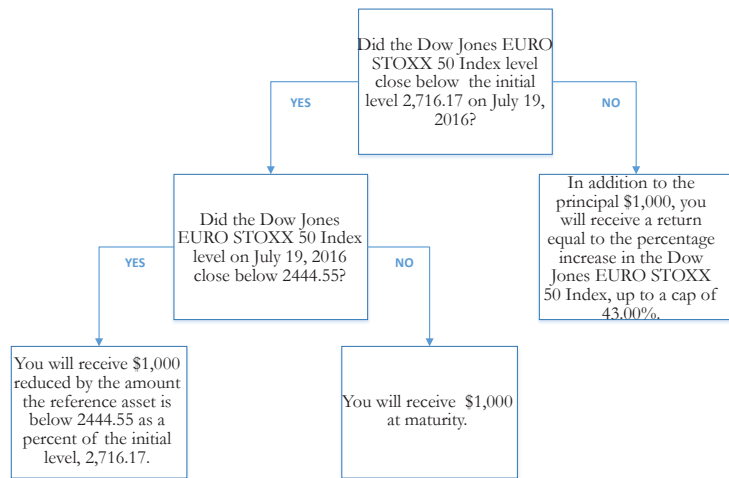 Did the Dow Jones EURO
STOXX 50 Index level
close below the initial
level 2,716.17 on July 19,
2016?
YES
NO
Did the Dow Jones
EURO STOXX 50 Index
level on July 19, 2016
close below 2444.55?
In addition to the
principal $1,000, you
will receive a return
equal to the percentage
increase in the Dow
Jones EURO STOXX
50 Index, up to a cap of
43.00%.
YES
NO
You will receive $1,000
reduced by the amount
the reference asset is
below 2444.55 as a
percent of the initial
level, 2,716.17.
You will receive $1,000
at maturity.